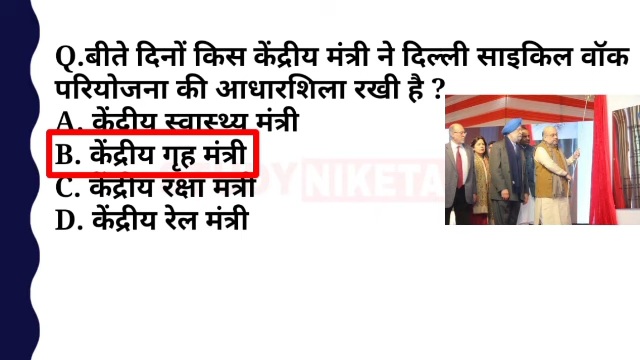 Q.बीते दिनों किस केंद्रीय मंत्री ने दिल्ली साइकिल वॉक
परियोजना की आधारशिला रखी है ?
A. केंद्रीय स्वास्थ्य मंत्री
B. केंद्रीय गृह मंत्री
C. केंद्रीय रक्षा मंत्री
D. केंद्रीय रेल मंत्री